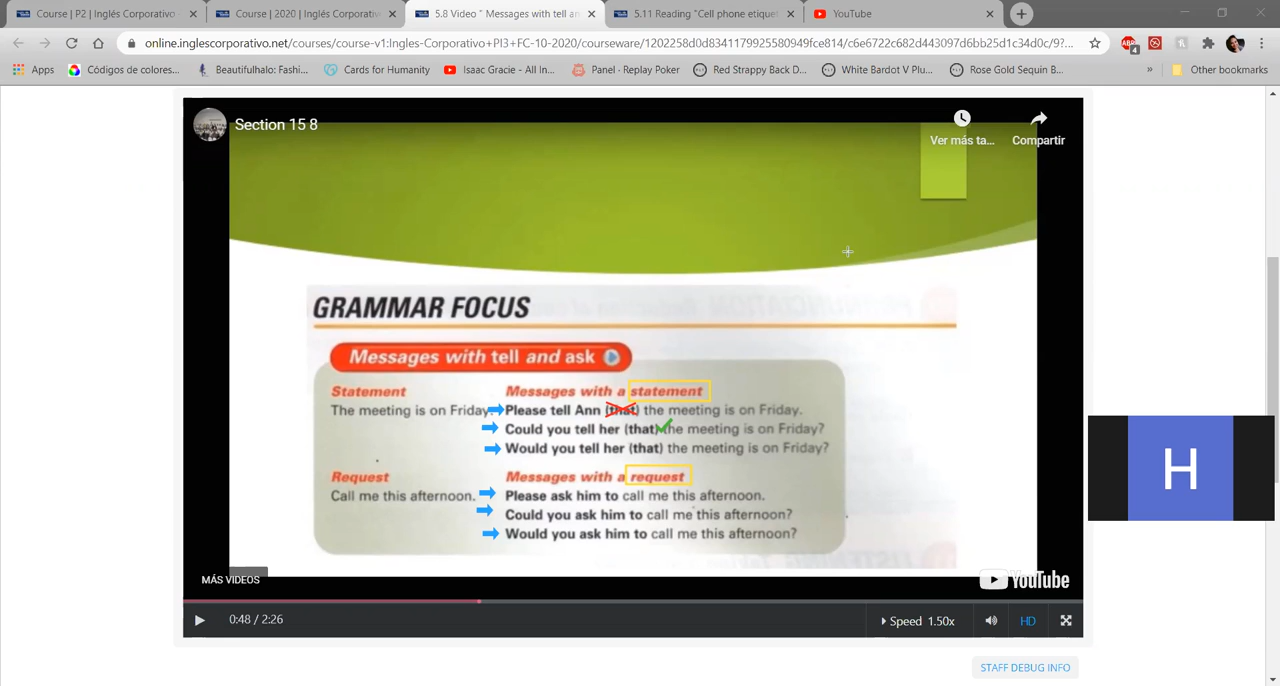 Course | P2 | Inglés Corporativo
Course | 2020 | Inglés Corporativo
5.8 Video " Messages with tell an
5.11 Reading "Cell phone etiquet
YouTube
online.inglescorporativo.net/courses/course-v1:Ingles-Corporativo+PI3+FC-10-2020/courseware/1202258d0d8341179925580949fce814/c6e6722c682d443097d6bb25d1c34d0c/9?...
4
Apps
Códigos de colores...
Beautifulhalo: Fashi...
Cards for Humanity
Isaac Gracie - All In...
Panel · Replay Poker
Red Strappy Back D...
White Bardot V Plu...
Rose Gold Sequin B...
»
Other bookmarks
Section 15 8
Ver más ta...
Compartir
GRAMMAR FOCUS
Messages with tell and ask
Statement
Messages with a statement
The meeting is on Friday.
Please tell Ann (that) the meeting is on Friday.
Could you tell her (that) the meeting is on Friday?
Would you tell her (that) the meeting is on Friday?
Request
Messages with a request
Call me this afternoon.
Please ask him to call me this afternoon.
Could you ask him to call me this afternoon?
Would you ask him to call me this afternoon?
H
MÁS VIDEOS
YouTube
0:48 / 2:26
Speed 1.50x
HD
STAFF DEBUG INFO